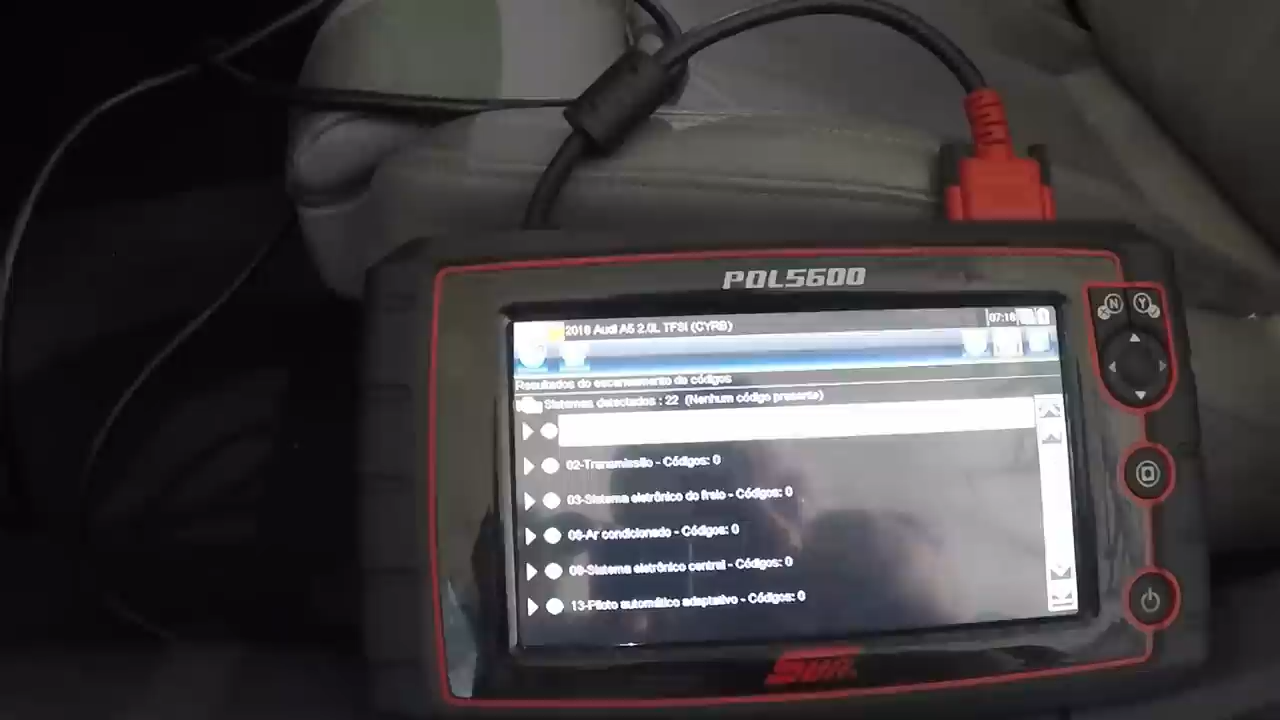 PDL5600
N Y
2018 Audi A5 2.0L TFSI (CYRB)
07:18
Resultados do escaneamento de códigos
Sistemas detectados : 22 (Nenhum código presente)
02-Transmissão - Códigos: 0
03-Sistema eletrônico do freio - Códigos: 0
08-Ar condicionado - Códigos: 0
09-Sistema eletrônico central - Códigos: 0
13-Piloto automático adaptativo - Códigos: 0
Sun